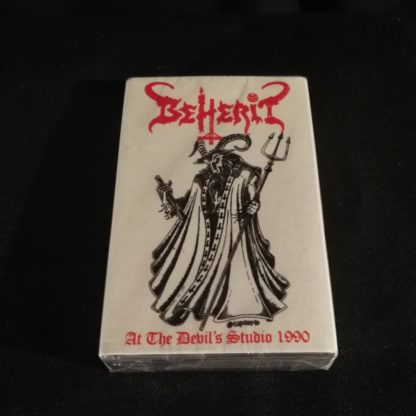 BEHERIT
At The Devil's Studio 1990